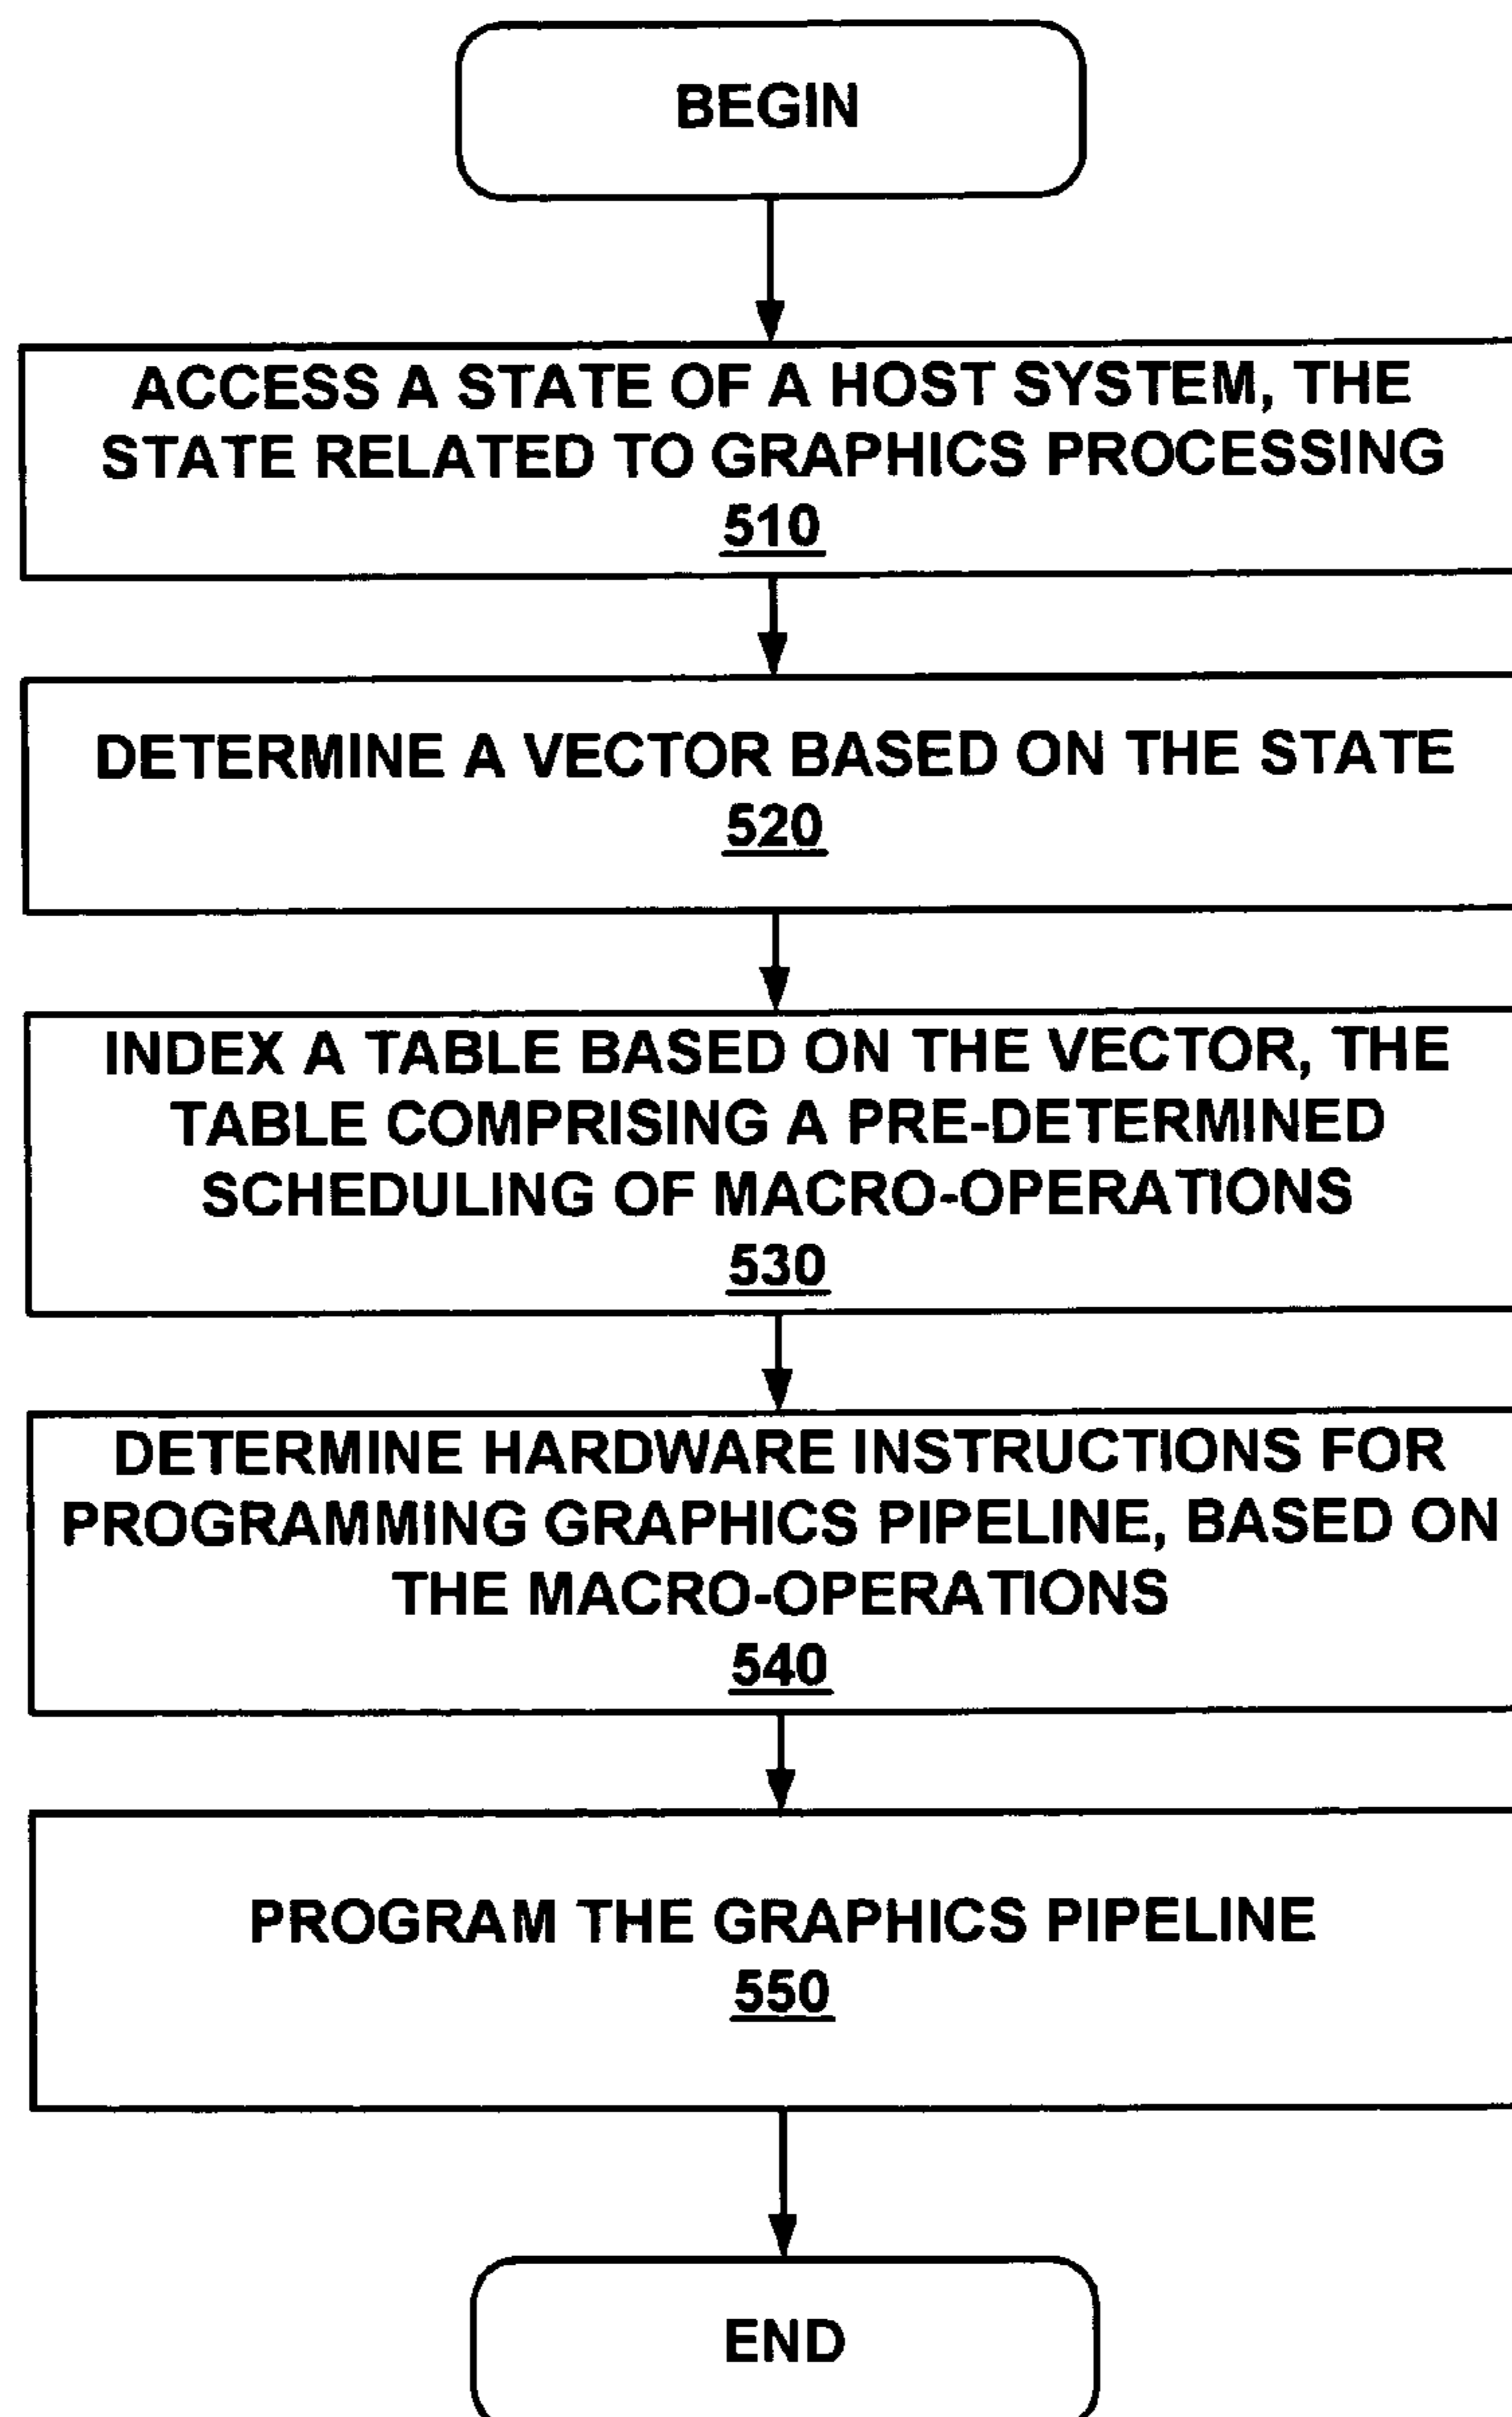 BEGIN
ACCESS A STATE OF A HOST SYSTEM, THE
STATE RELATED TO GRAPHICS PROCESSING
510
DETERMINE A VECTOR BASED ON THE STATE
520
INDEX A TABLE BASED ON THE VECTOR, THE
TABLE COMPRISING A PRE-DETERMINED
SCHEDULING OF MACRO-OPERATIONS
530
DETERMINE HARDWARE INSTRUCTIONS FOR
PROGRAMMING GRAPHICS PIPELINE, BASED ON
THE MACRO-OPERATIONS
540
PROGRAM THE GRAPHICS PIPELINE
550
END